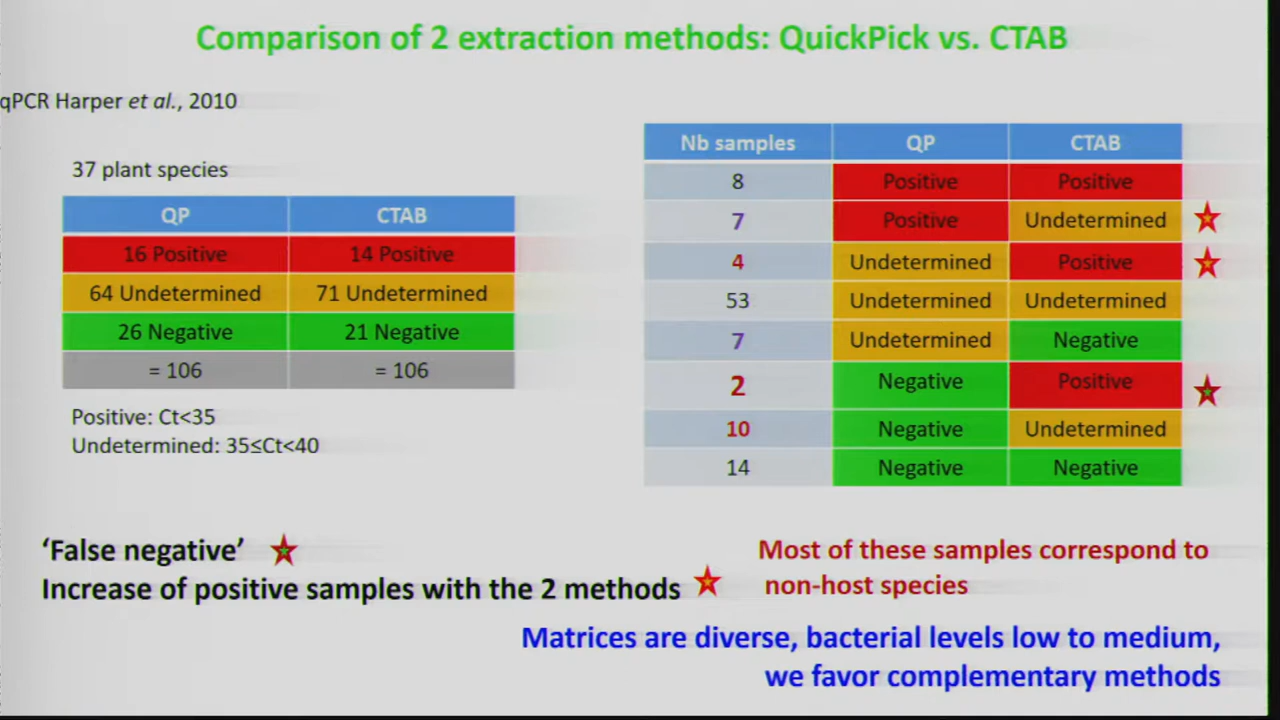 Comparison of 2 extraction methods: QuickPick vs. CTAB
qPCR Harper et al., 2010
37 plant species
QP CTAB
16 Positive 14 Positive
64 Undetermined 71 Undetermined
26 Negative 21 Negative
= 106 = 106
Positive: Ct<35
Undetermined: 35≤Ct<40
Nb samples QP CTAB
8 Positive Positive
7 Positive Undetermined
4 Undetermined Positive
53 Undetermined Undetermined
7 Undetermined Negative
2 Negative Positive
10 Negative Undetermined
14 Negative Negative
‘False negative’
Increase of positive samples with the 2 methods
Most of these samples correspond to
non-host species
Matrices are diverse, bacterial levels low to medium,
we favor complementary methods